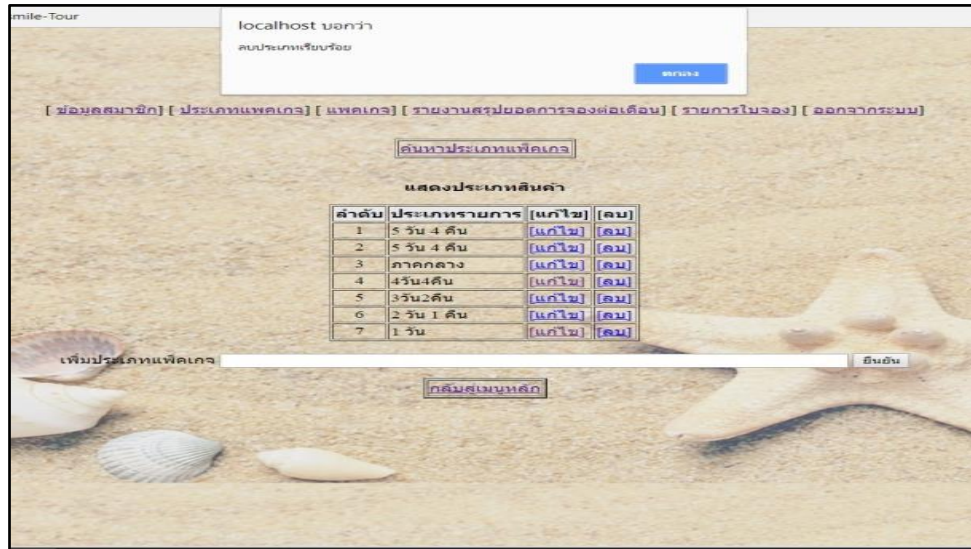 mile-Tour
localhost บอกว่า
ลบประเภทเรียบร้อย
ตกลง
[ ข้อมูลสมาชิก] [ ประเภทแพคเกจ] [ แพคเกจ] [ รายงานสรุปยอดการจองต่อเดือน] [ รายการใบจอง] [ ออกจากระบบ]
ค้นหาประเภทแพ็คเกจ
แสดงประเภทสินค้า
ลำดับ ประเภทรายการ [แก้ไข] [ลบ]
1 5 วัน 4 คืน [แก้ไข] [ลบ]
2 5 วัน 4 คืน [แก้ไข] [ลบ]
3 ภาคกลาง [แก้ไข] [ลบ]
4 4วัน4คืน [แก้ไข] [ลบ]
5 3วัน2คืน [แก้ไข] [ลบ]
6 2 วัน 1 คืน [แก้ไข] [ลบ]
7 1 วัน [แก้ไข] [ลบ]
เพิ่มประเภทแพ็คเกจ ยืนยัน
กลับสู่เมนูหลัก